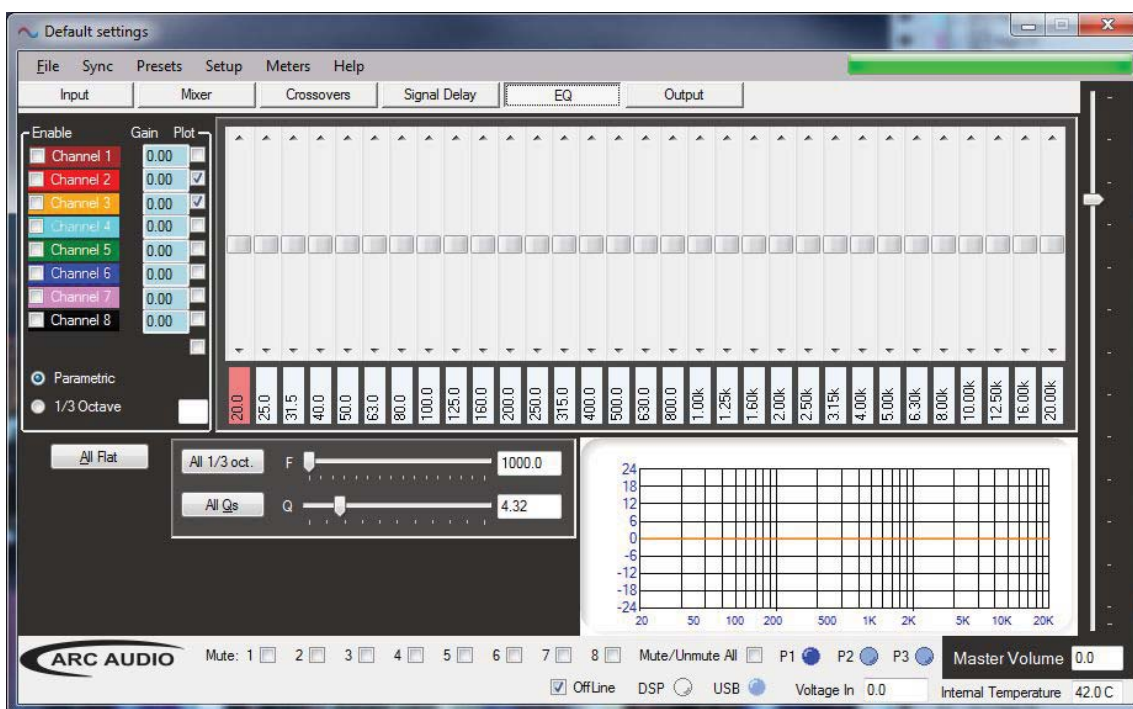 Default settings
File Sync Presets Setup Meters Help
Input Mixer Crossovers Signal Delay EQ Output
Enable Gain Plot
Channel 1 0.00
Channel 2 0.00
Channel 3 0.00
Channel 4 0.00
Channel 5 0.00
Channel 6 0.00
Channel 7 0.00
Channel 8 0.00
Parametric
1/3 Octave
20.0 25.0 31.5 40.0 50.0 63.0 80.0 100.0 125.0 160.0 200.0 250.0 315.0 400.0 500.0 630.0 800.0 1.00k 1.25k 1.60k 2.00k 2.50k 3.15k 4.00k 5.00k 6.30k 8.00k 10.00k 12.50k 16.00k 20.00k
All Flat
All 1/3 oct. F 1000.0
All Qs Q 4.32
24
18
12
6
0
-6
-12
-18
-24
20 50 100 200 500 1K 2K 5K 10K 20K
ARC AUDIO
Mute: 1 2 3 4 5 6 7 8 Mute/Unmute All P1 P2 P3 Master Volume 0.0
OffLine DSP USB Voltage In 0.0 Internal Temperature 42.0 C